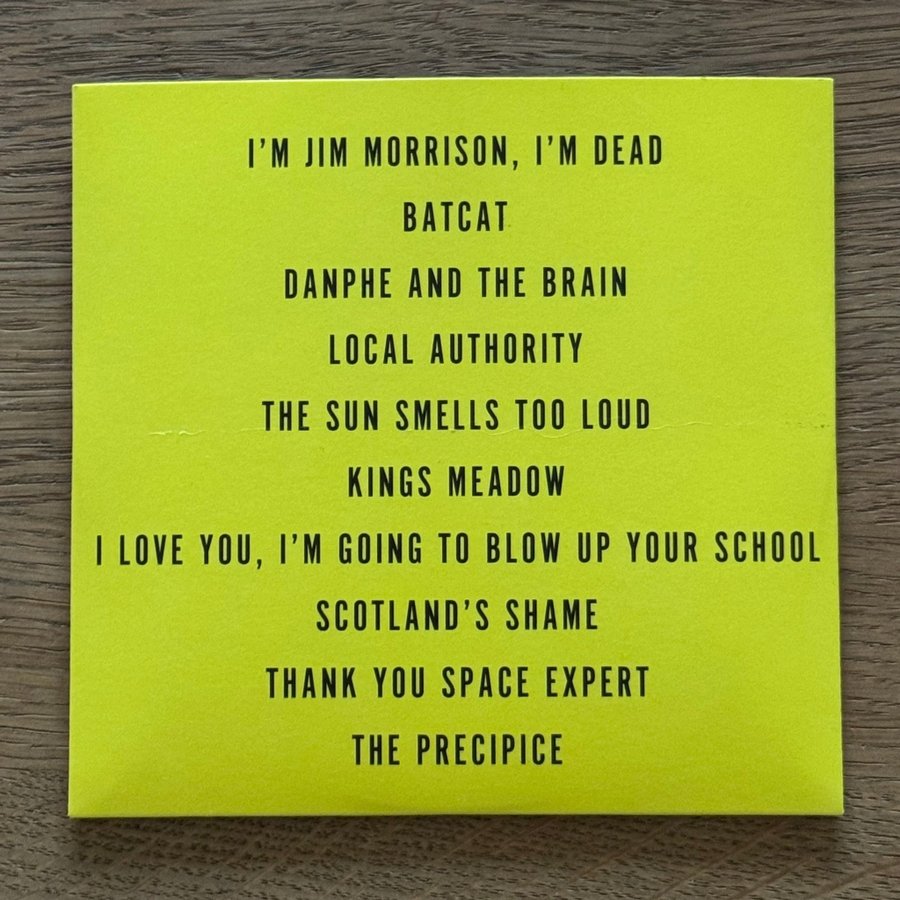 I'M JIM MORRISON, I'M DEAD
BATCAT
DANPHE AND THE BRAIN
LOCAL AUTHORITY
THE SUN SMELLS TOO LOUD
KINGS MEADOW
I LOVE YOU, I'M GOING TO BLOW UP YOUR SCHOOL
SCOTLAND'S SHAME
THANK YOU SPACE EXPERT
THE PRECIPICE